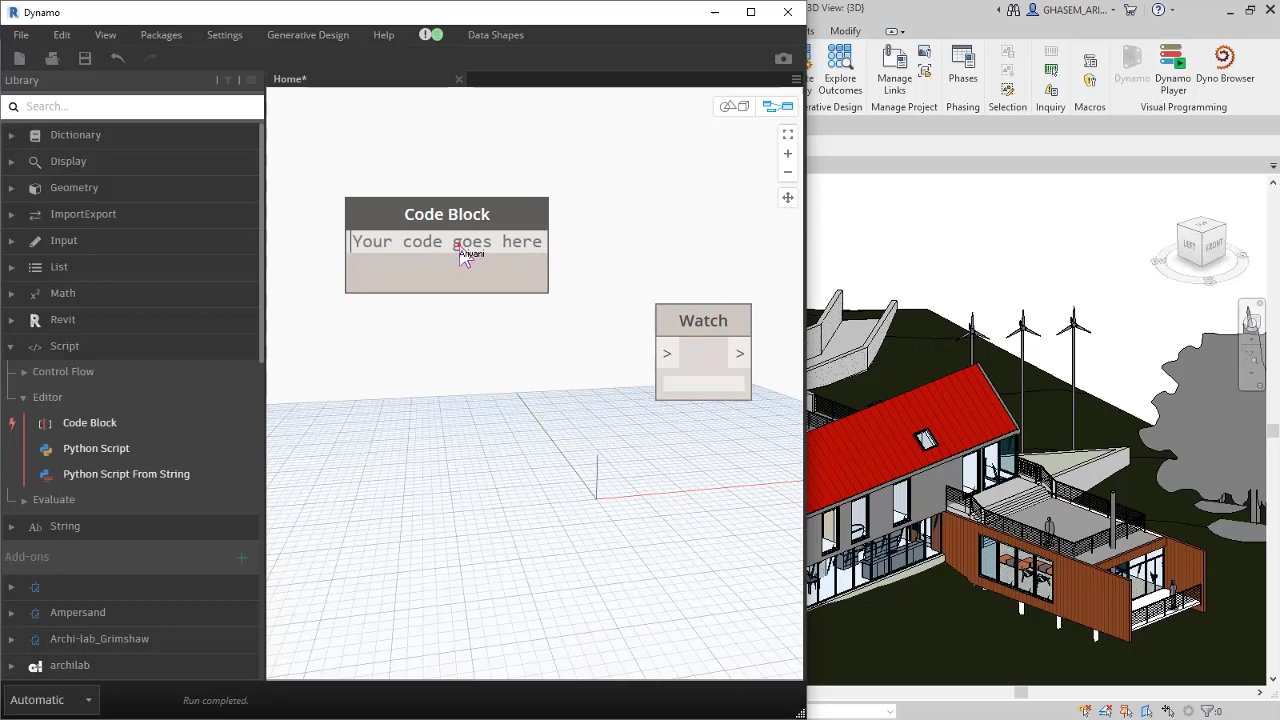 Dynamo
File Edit View Packages Settings Generative Design Help Data Shapes
Library
Home*
Search...
Dictionary
Display
Geometry
ImportExport
Input
List
Math
Revit
Script
Control Flow
Editor
Code Block
Python Script
Python Script From String
Evaluate
String
Add-ons
Ampersand
Archi-lab_Grimshaw
archilab
Automatic
Run completed.
Code Block
Your code goes here
Ariyani
Watch
> >
3D View: {3D}
GHASEM_ARI...
Modify
Explore Outcomes
Manage Links
Phases
Dynamo
Dynamo Player
Dyno Browser
Manage Project
Phasing
Selection
Inquiry
Macros
Visual Programming
LEFT
FRONT
:0